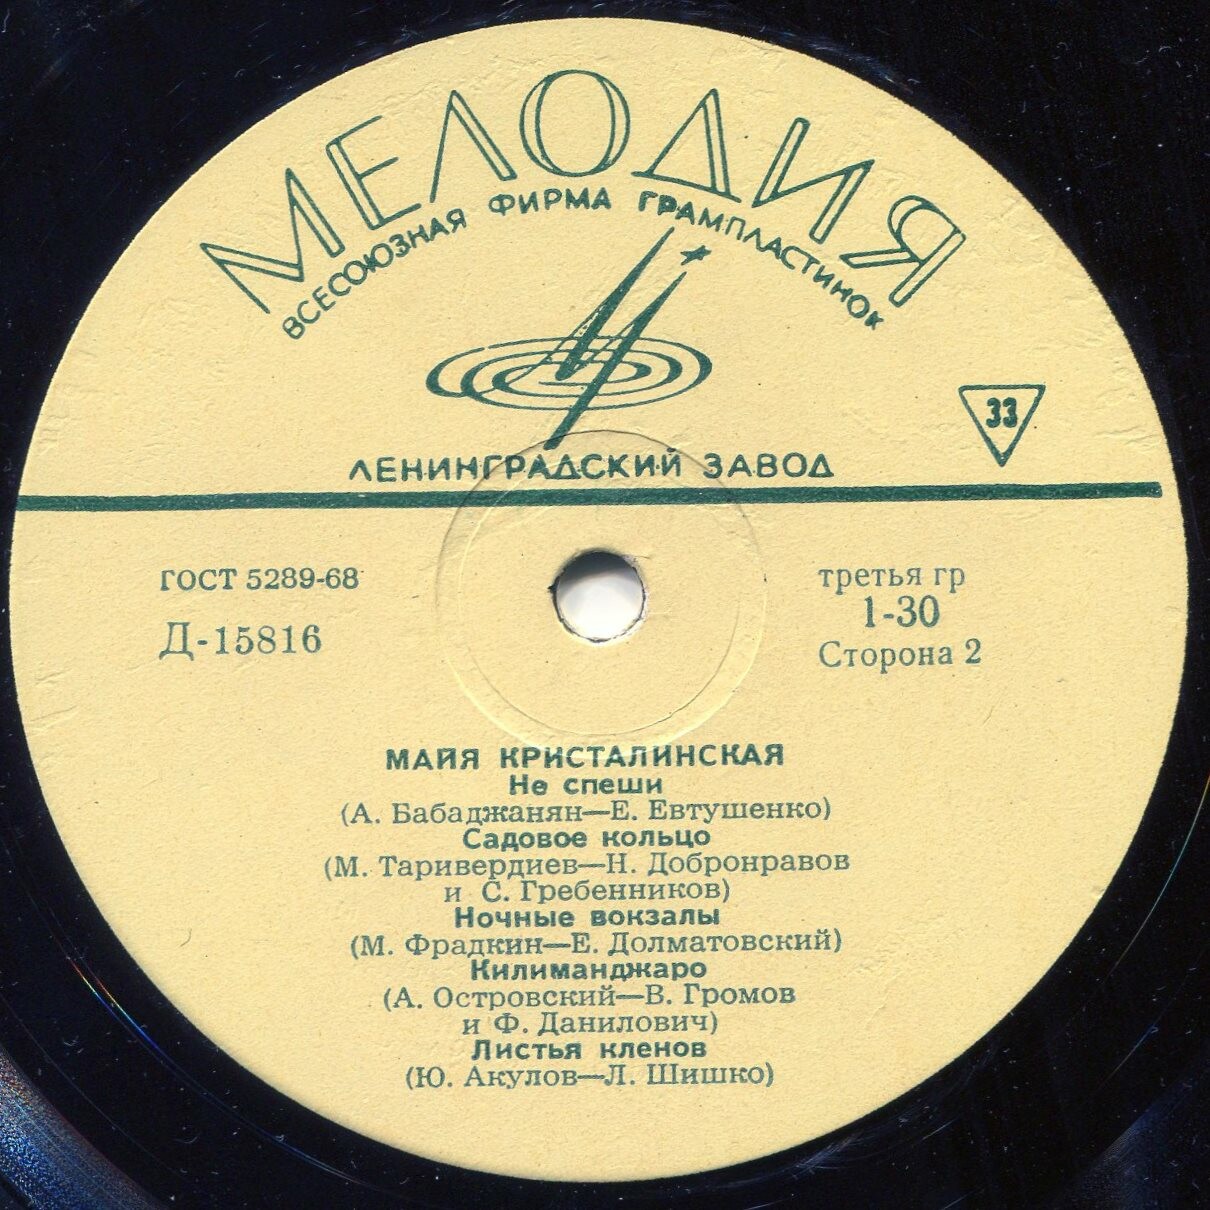 МЕЛОДИЯ
ВСЕСОЮЗНАЯ ФИРМА ГРАМПЛАСТИНОК
33
ЛЕНИНГРАДСКИЙ ЗАВОД
ГОСТ 5289-68
Д-15816
третья гр
1-30
Сторона 2
МАЙЯ КРИСТАЛИНСКАЯ
Не спеши
(А. Бабаджанян—Е. Евтушенко)
Садовое кольцо
(М. Таривердиев—Н. Добронравов
и С. Гребенников)
Ночные вокзалы
(М. Фрадкин—Е. Долматовский)
Килиманджаро
(А. Островский—В. Громов
и Ф. Данилович)
Листья кленов
(Ю. Акулов—Л. Шишко)